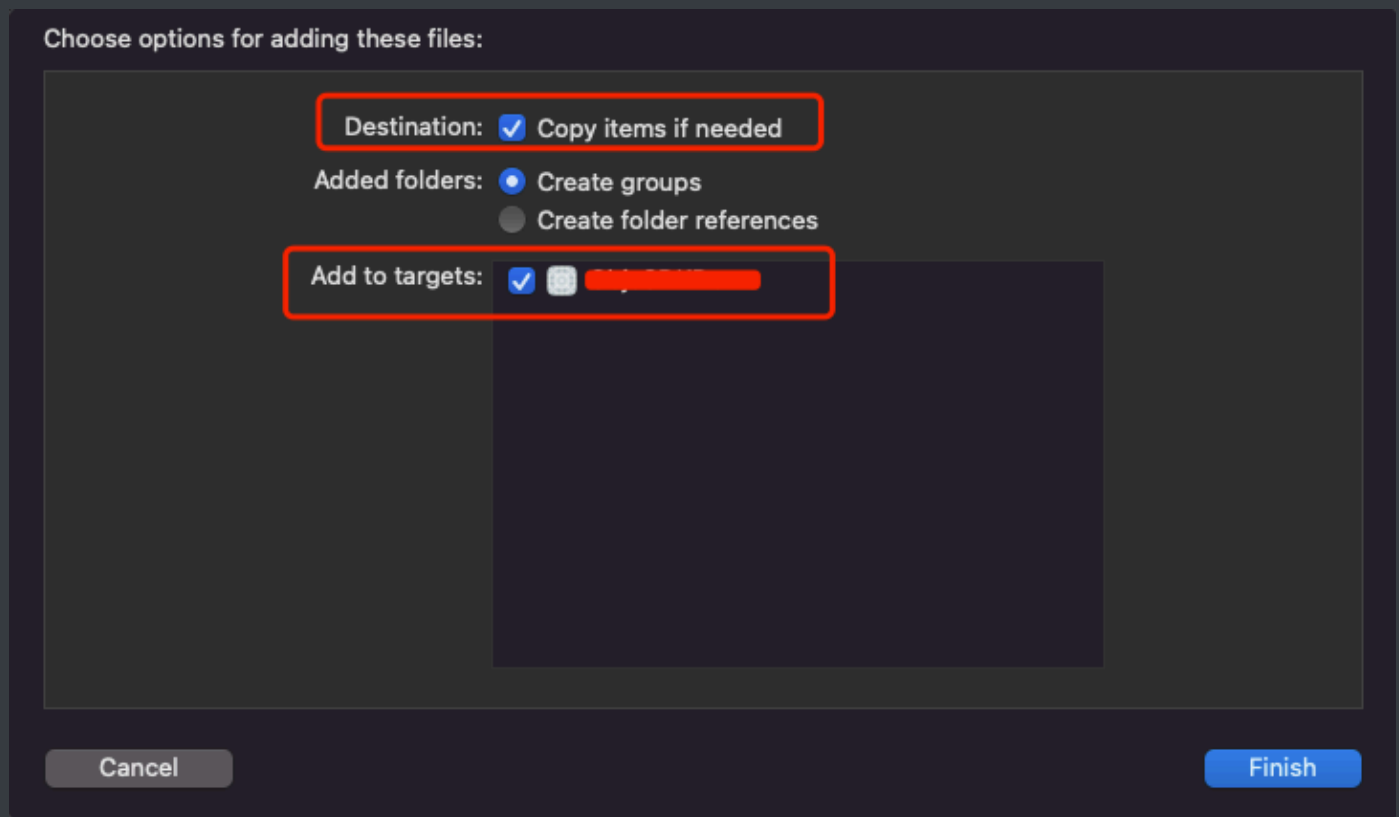 Choose options for adding these files:
Destination: Copy items if needed
Added folders: Create groups
Create folder references
Add to targets:
Cancel
Finish